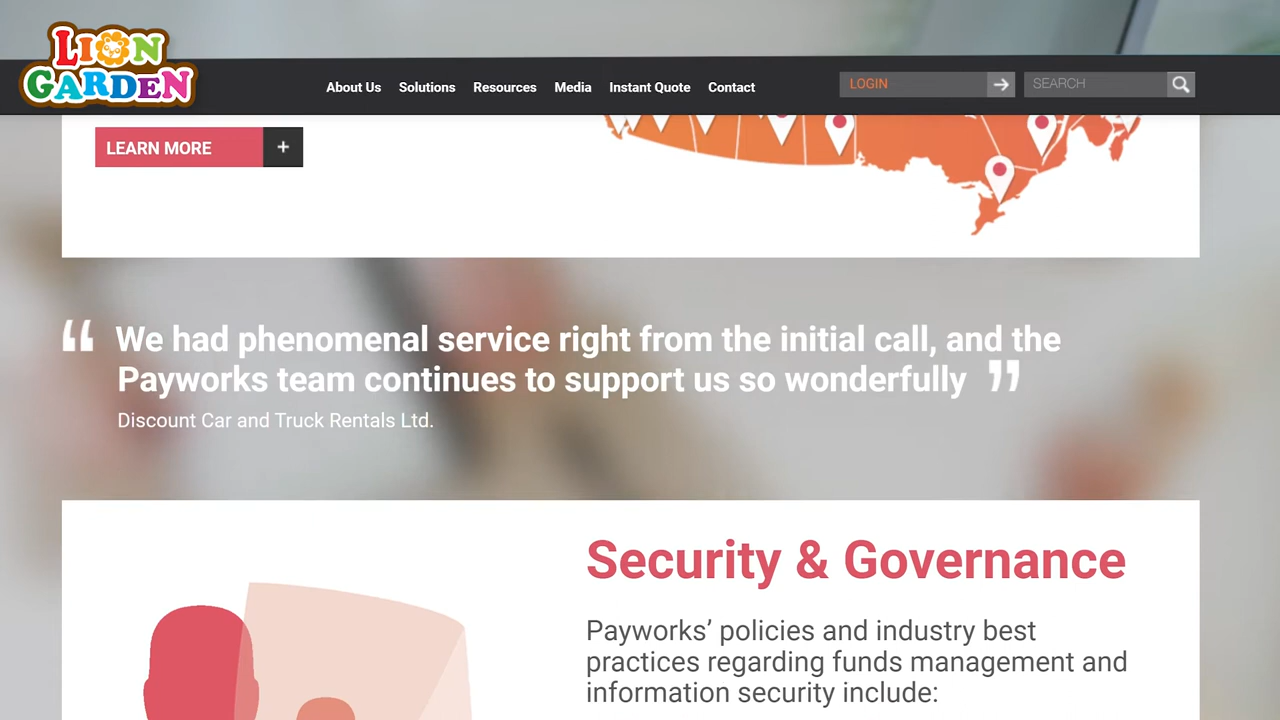 LION
GARDEN
About Us Solutions Resources Media Instant Quote Contact
LOGIN
SEARCH
LEARN MORE +
“ We had phenomenal service right from the initial call, and the
Payworks team continues to support us so wonderfully ”
Discount Car and Truck Rentals Ltd.
Security & Governance
Payworks’ policies and industry best
practices regarding funds management and
information security include: